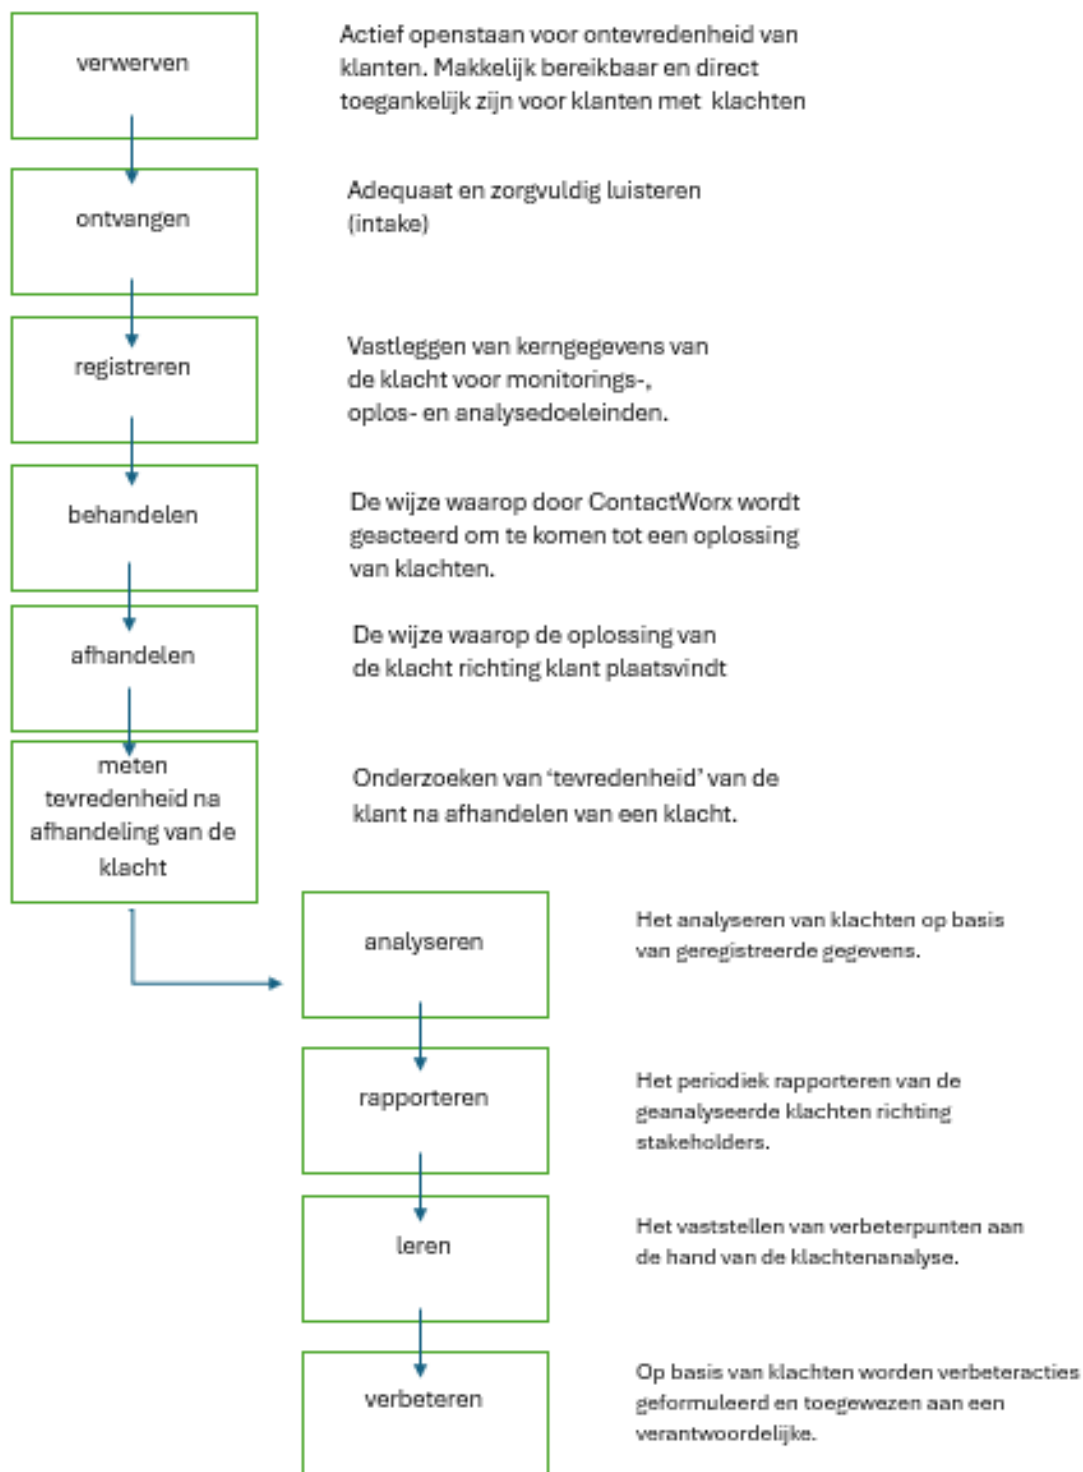 verwerven
Actief openstaan voor ontevredenheid van
klanten. Makkelijk bereikbaar en direct
toegankelijk zijn voor klanten met klachten
ontvangen
Adequaat en zorgvuldig luisteren
(intake)
registreren
Vastleggen van kerngegevens van
de klacht voor monitorings-,
oplos- en analysedoeleinden.
behandelen
De wijze waarop door ContactWorx wordt
geacteerd om te komen tot een oplossing
van klachten.
afhandelen
De wijze waarop de oplossing van
de klacht richting klant plaatsvindt
meten
tevredenheid na
afhandeling van de
klacht
Onderzoeken van ‘tevredenheid’ van de
klant na afhandelen van een klacht.
analyseren
Het analyseren van klachten op basis
van geregistreerde gegevens.
rapporteren
Het periodiek rapporteren van de
geanalyseerde klachten richting
stakeholders.
leren
Het vaststellen van verbeterpunten aan
de hand van de klachtenanalyse.
verbeteren
Op basis van klachten worden verbeteracties
geformuleerd en toegewezen aan een
verantwoordelijke.